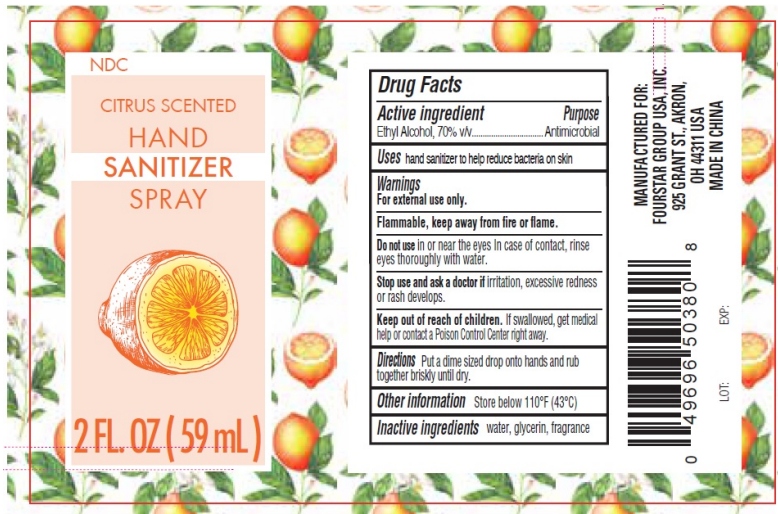 NDC
CITRUS SCENTED
HAND
SANITIZER
SPRAY
2 FL. OZ ( 59 mL )
Drug Facts
Active ingredient Purpose
Ethyl Alcohol, 70% v/v................................Antimicrobial
Uses hand sanitizer to help reduce bacteria on skin
Warnings
For external use only.
Flammable, keep away from fire or flame.
Do not use in or near the eyes In case of contact, rinse
eyes thoroughly with water.
Stop use and ask a doctor if irritation, excessive redness
or rash develops.
Keep out of reach of children. If swallowed, get medical
help or contact a Poison Control Center right away.
Directions Put a dime sized drop onto hands and rub
together briskly until dry.
Other information Store below 110°F (43°C)
Inactive ingredients water, glycerin, fragrance
MANUFACTURED FOR:
FOURSTAR GROUP USA, INC.
925 GRANT ST., AKRON,
OH 44311 USA
MADE IN CHINA
0 49696 50380 8
LOT: EXP:
1